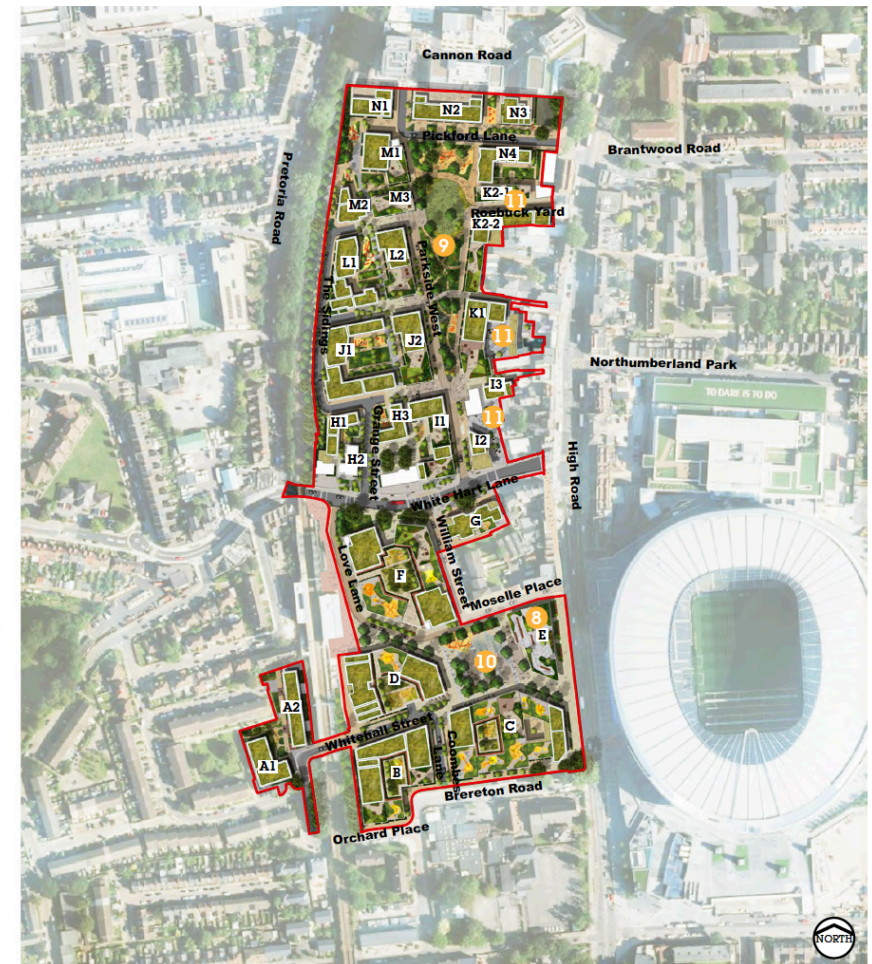 Cannon Road
N1
N2
N3
Pickford Lane
Brantwood Road
M1
N4
Pretoria Road
M2
M3
K2-1
11
Roebuck Yard
K2-2
9
L1
L2
Parkside West
The Sidings
K1
J1
J2
11
Northumberland Park
TO DARE IS TO DO
I3
H1
Grange Street
H3
I1
11
I2
H2
High Road
White Hart Lane
G
William Street
Love Lane
F
Moselle Place
8
E
10
D
A2
Whitehall Street
C
A1
B
Coombes Lane
Brereton Road
Orchard Place
NORTH